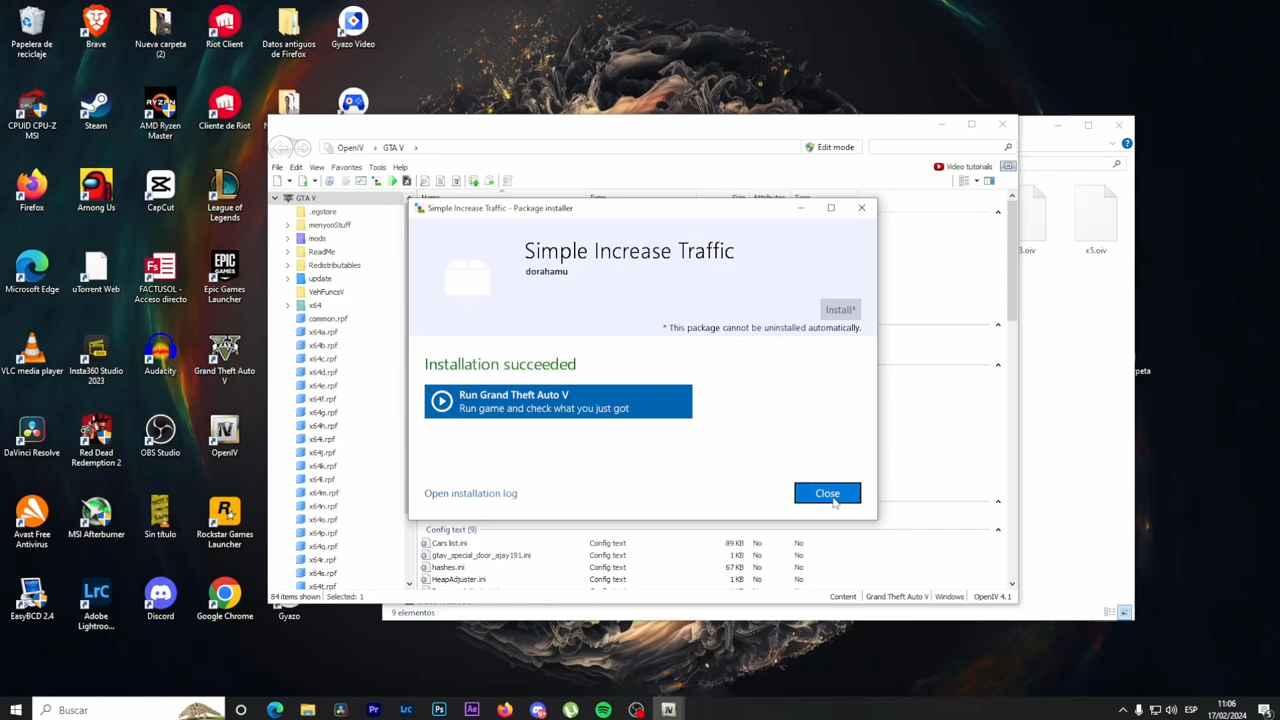 Papelera de reciclaje
Brave
Nueva carpeta (2)
Riot Client
Datos antiguos de Firefox
Gyazo Video
CPUID CPU-Z MSI
Steam
AMD Ryzen Master
Cliente de Riot
Firefox
Among Us
CapCut
League of Legends
Microsoft Edge
uTorrent Web
FACTUSOL - Acceso directo
Epic Games Launcher
VLC media player
Insta360 Studio 2023
Audacity
Grand Theft Auto V
DaVinci Resolve
Red Dead Redemption 2
OBS Studio
OpenIV
Avast Free Antivirus
MSI Afterburner
Sin título
Rockstar Games Launcher
EasyBCD 2.4
Adobe Lightroo...
Discord
Google Chrome
Gyazo
OpenIV
GTA V
Edit mode
File Edit View Favorites Tools Help
Video tutorials
GTA V
.egstore
menyooStuff
mods
ReadMe
Redistributables
update
VehFuncsV
x64
common.rpf
x64a.rpf
x64b.rpf
x64c.rpf
x64d.rpf
x64e.rpf
x64f.rpf
x64g.rpf
x64h.rpf
x64i.rpf
x64j.rpf
x64k.rpf
x64l.rpf
x64m.rpf
x64n.rpf
x64o.rpf
x64p.rpf
x64q.rpf
x64r.rpf
x64s.rpf
x64t.rpf
Name Type Size Attributes Tags
Simple Increase Traffic - Package installer
Simple Increase Traffic
dorahamu
Install*
* This package cannot be uninstalled automatically.
Installation succeeded
Run Grand Theft Auto V
Run game and check what you just got
Open installation log
Close
Config text (9)
Cars list.ini Config text 89 KB No No
gtav_special_door_ajay191.ini Config text 1 KB No No
hashes.ini Config text 67 KB No No
HeapAdjuster.ini Config text 1 KB No No
84 items shown Selected: 1
Content Grand Theft Auto V Windows OpenIV 4.1
3.oiv
x5.oiv
rpeta
9 elementos
Buscar
ESP
11:06
17/02/2024